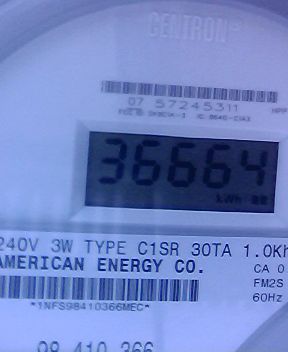 CENTRON
07 57245311
36664
kWh
240V 3W TYPE C1SR 30TA 1.0Kh
AMERICAN ENERGY CO.
CA 0.
FM2S
60Hz
*1NFS98410366MEC*
98 410 366